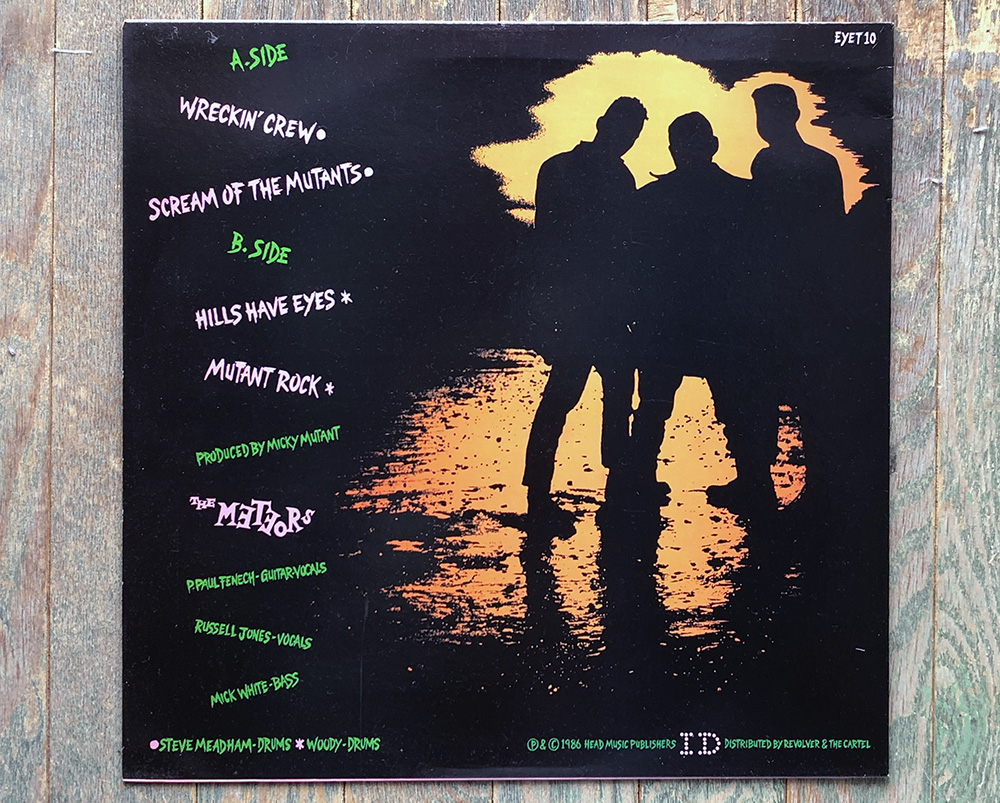 EYET 10
A.SIDE
WRECKIN' CREW●
SCREAM OF THE MUTANTS●
B.SIDE
HILLS HAVE EYES *
MUTANT ROCK *
PRODUCED BY MICKY MUTANT
THE METEORS
P.PAUL FENECH-GUITAR-VOCALS
RUSSELL JONES-VOCALS
MICK WHITE-BASS
●STEVE MEADHAM-DRUMS *WOODY-DRUMS
Ⓟ & © 1986 HEAD MUSIC PUBLISHERS ID DISTRIBUTED BY REVOLVER & THE CARTEL